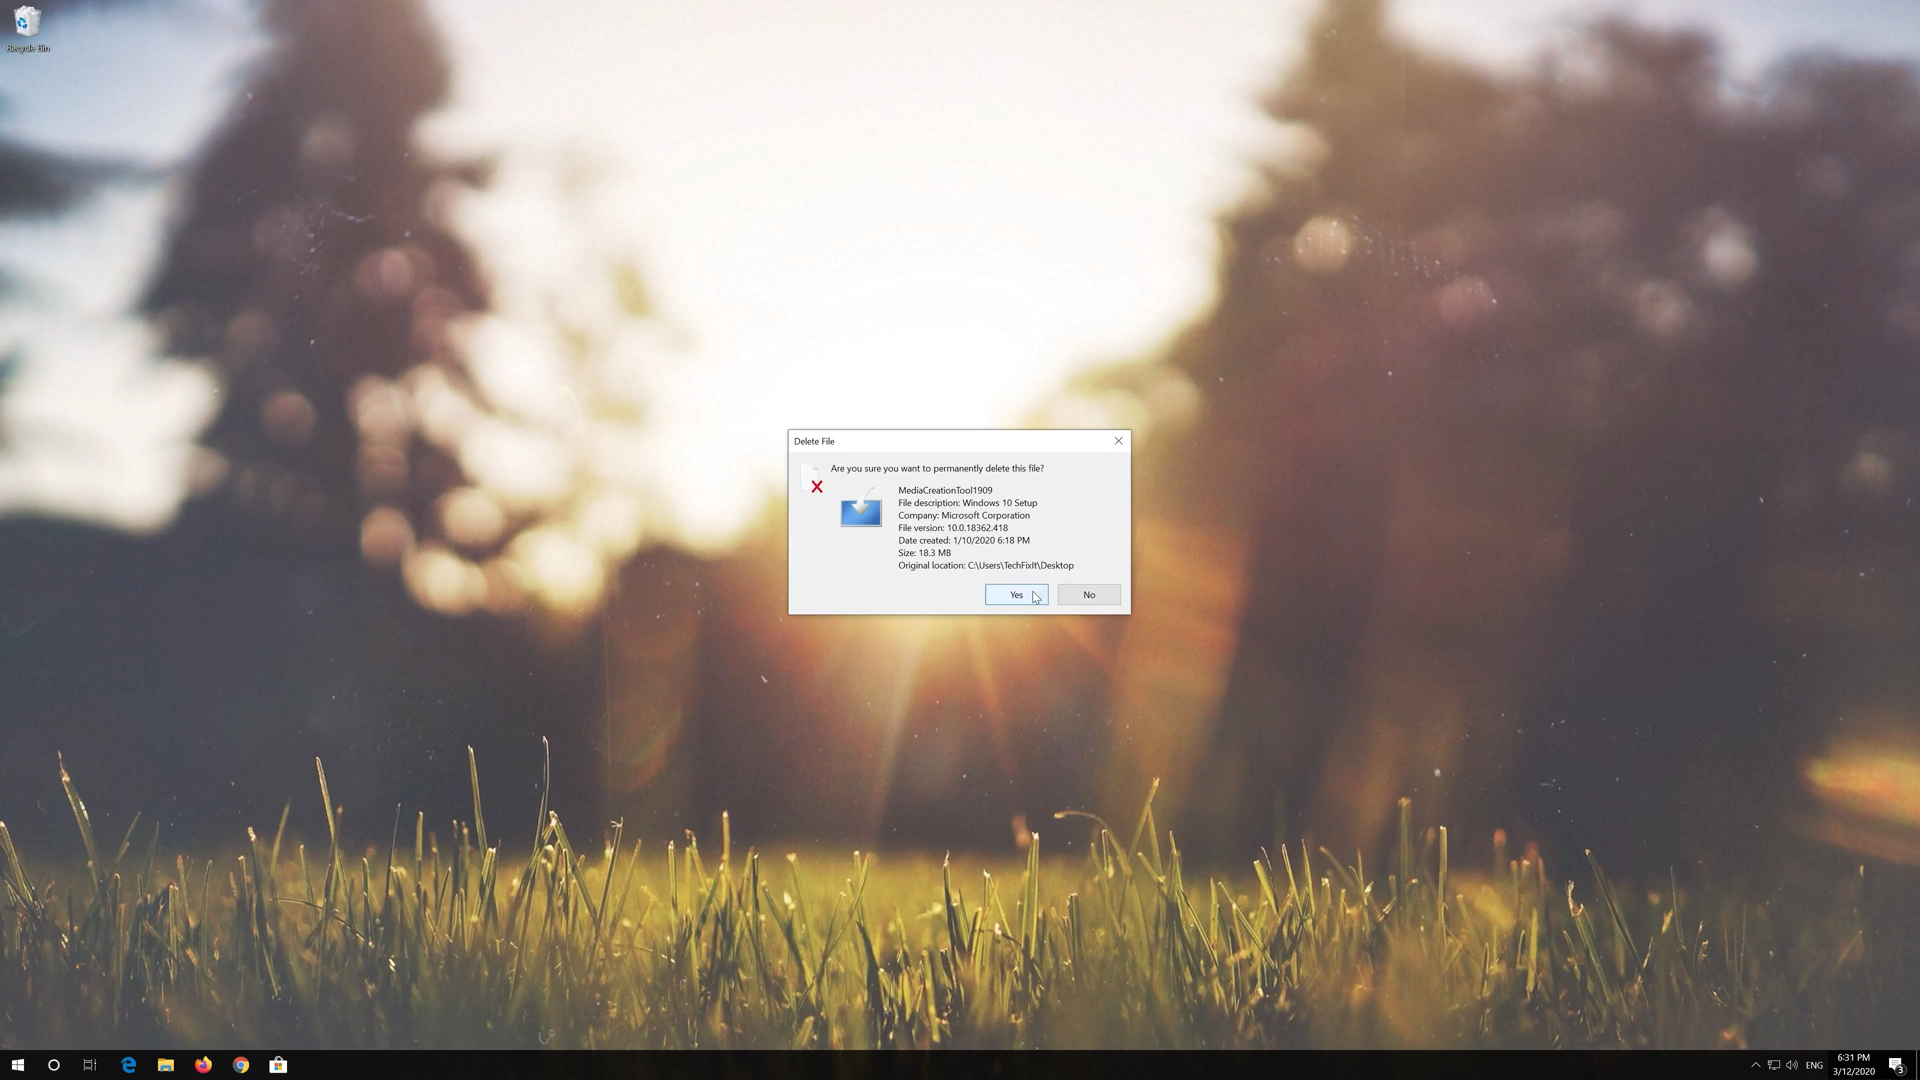 Recycle Bin
Delete File
Are you sure you want to permanently delete this file?
MediaCreationTool1909
File description: Windows 10 Setup
Company: Microsoft Corporation
File version: 10.0.18362.418
Date created: 1/10/2020 6:18 PM
Size: 18.3 MB
Original location: C:\Users\TechFixIt\Desktop
Yes
No
ENG
6:31 PM
3/12/2020
3